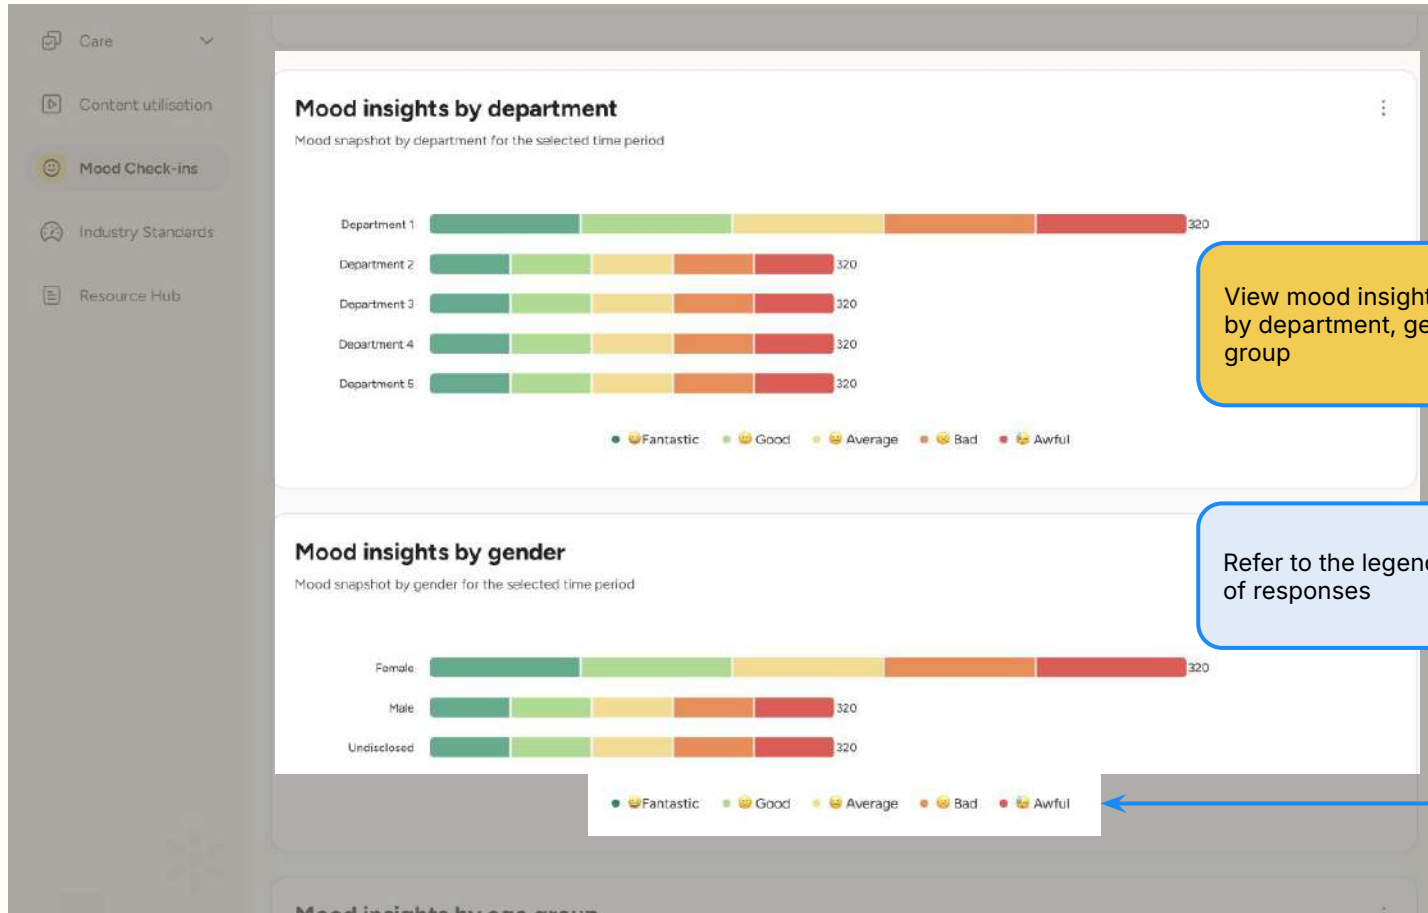 Care
Content utilisation
Mood Check-ins
Industry Standards
Resource Hub
Mood insights by department
Mood snapshot by department for the selected time period
Department 1 320
Department 2 320
Department 3 320
Department 4 320
Department 5 320
Fantastic Good Average Bad Awful
View mood insight
by department, ge
group
Mood insights by gender
Mood snapshot by gender for the selected time period
Refer to the legend
of responses
Female 320
Male 320
Undisclosed 320
Fantastic Good Average Bad Awful
Mood insights by age group